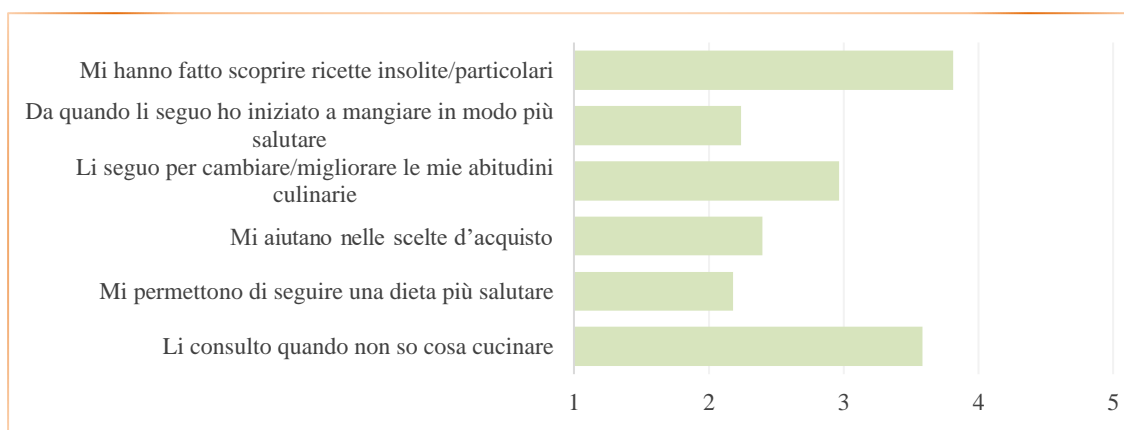 Mi hanno fatto scoprire ricette insolite/particolari
Da quando li seguo ho iniziato a mangiare in modo più
salutare
Li seguo per cambiare/migliorare le mie abitudini
culinarie
Mi aiutano nelle scelte d’acquisto
Mi permettono di seguire una dieta più salutare
Li consulto quando non so cosa cucinare
1 2 3 4 5